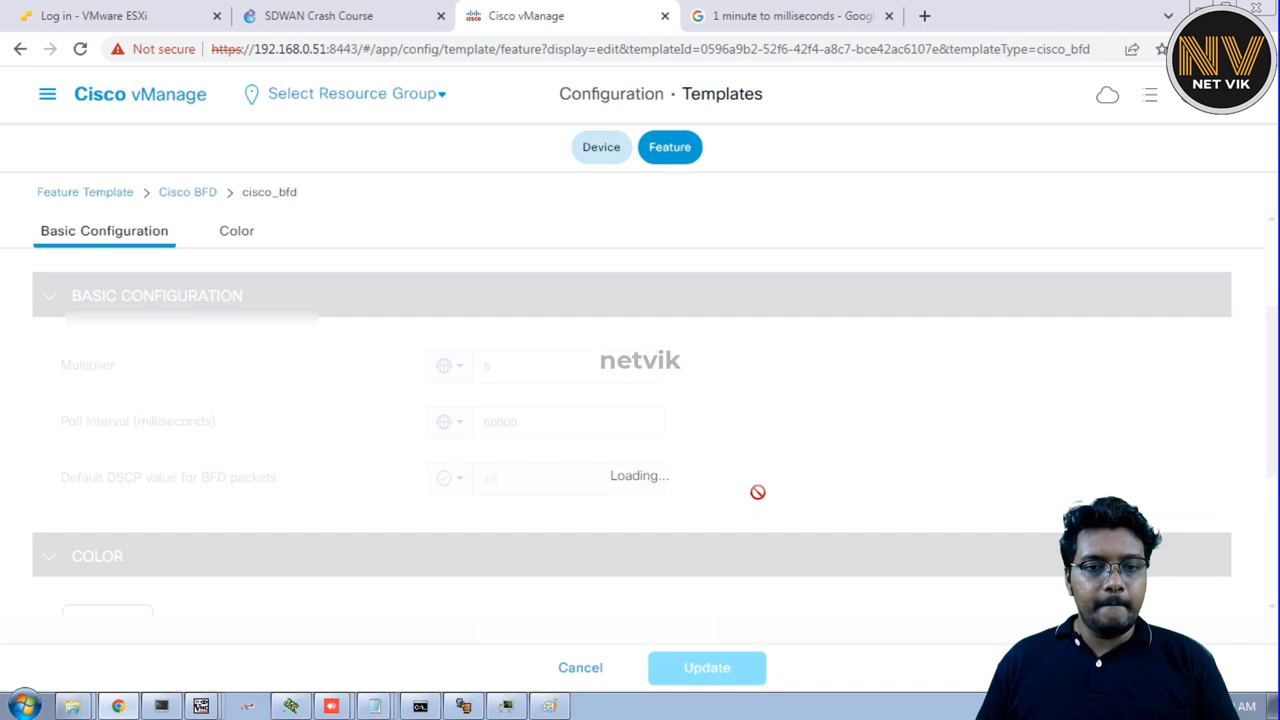 Log in - VMware ESXi
SDWAN Crash Course
Cisco vManage
1 minute to milliseconds - Googl
Not secure
https://192.168.0.51:8443/#/app/config/template/feature?display=edit&templateId=0596a9b2-52f6-42f4-a8c7-bce42ac6107e&templateType=cisco_bfd
NV
NET VIK
Cisco vManage
Select Resource Group
Configuration · Templates
Device
Feature
Feature Template > Cisco BFD > cisco_bfd
Basic Configuration
Color
BASIC CONFIGURATION
netvik
Multiplier
5
Poll Interval (milliseconds)
60000
Default DSCP value for BFD packets
Loading...
COLOR
Cancel
Update
AM